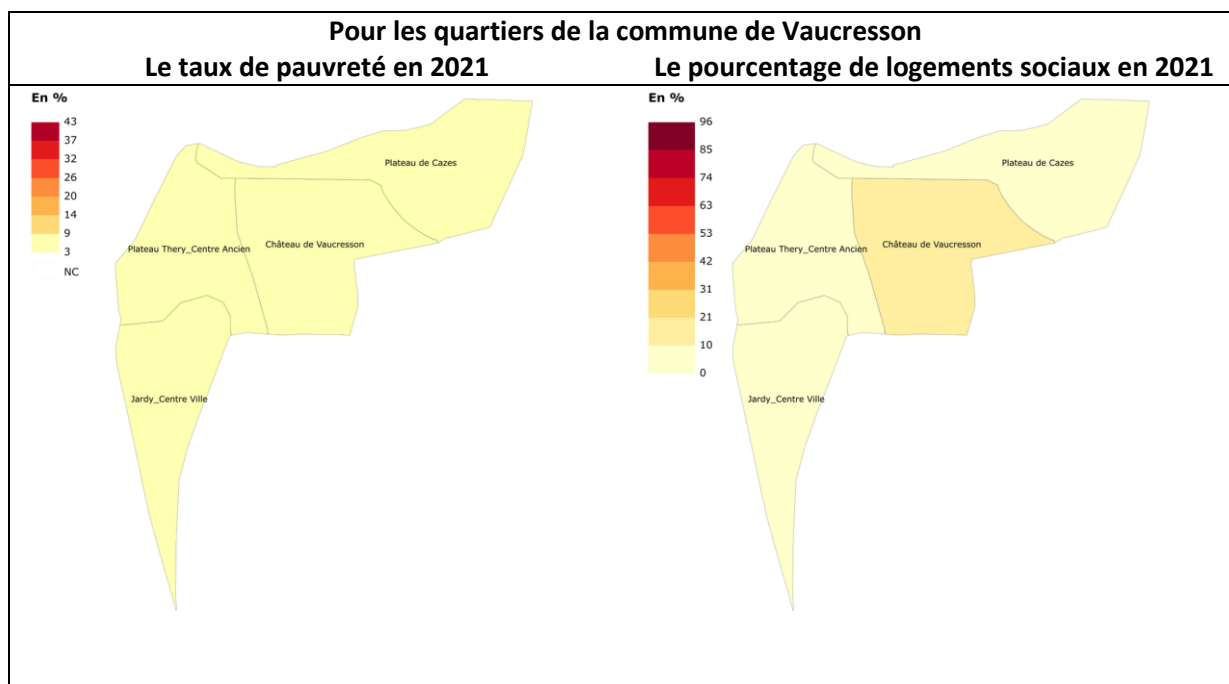 Pour les quartiers de la commune de Vaucresson
Le taux de pauvreté en 2021
Le pourcentage de logements sociaux en 2021
En %
43
37
32
26
20
14
9
3
NC
Plateau de Cazes
Plateau Thery_Centre Ancien
Château de Vaucresson
Jardy_Centre Ville
En %
96
85
74
63
53
42
31
21
10
0
Plateau de Cazes
Plateau Thery_Centre Ancien
Château de Vaucresson
Jardy_Centre Ville